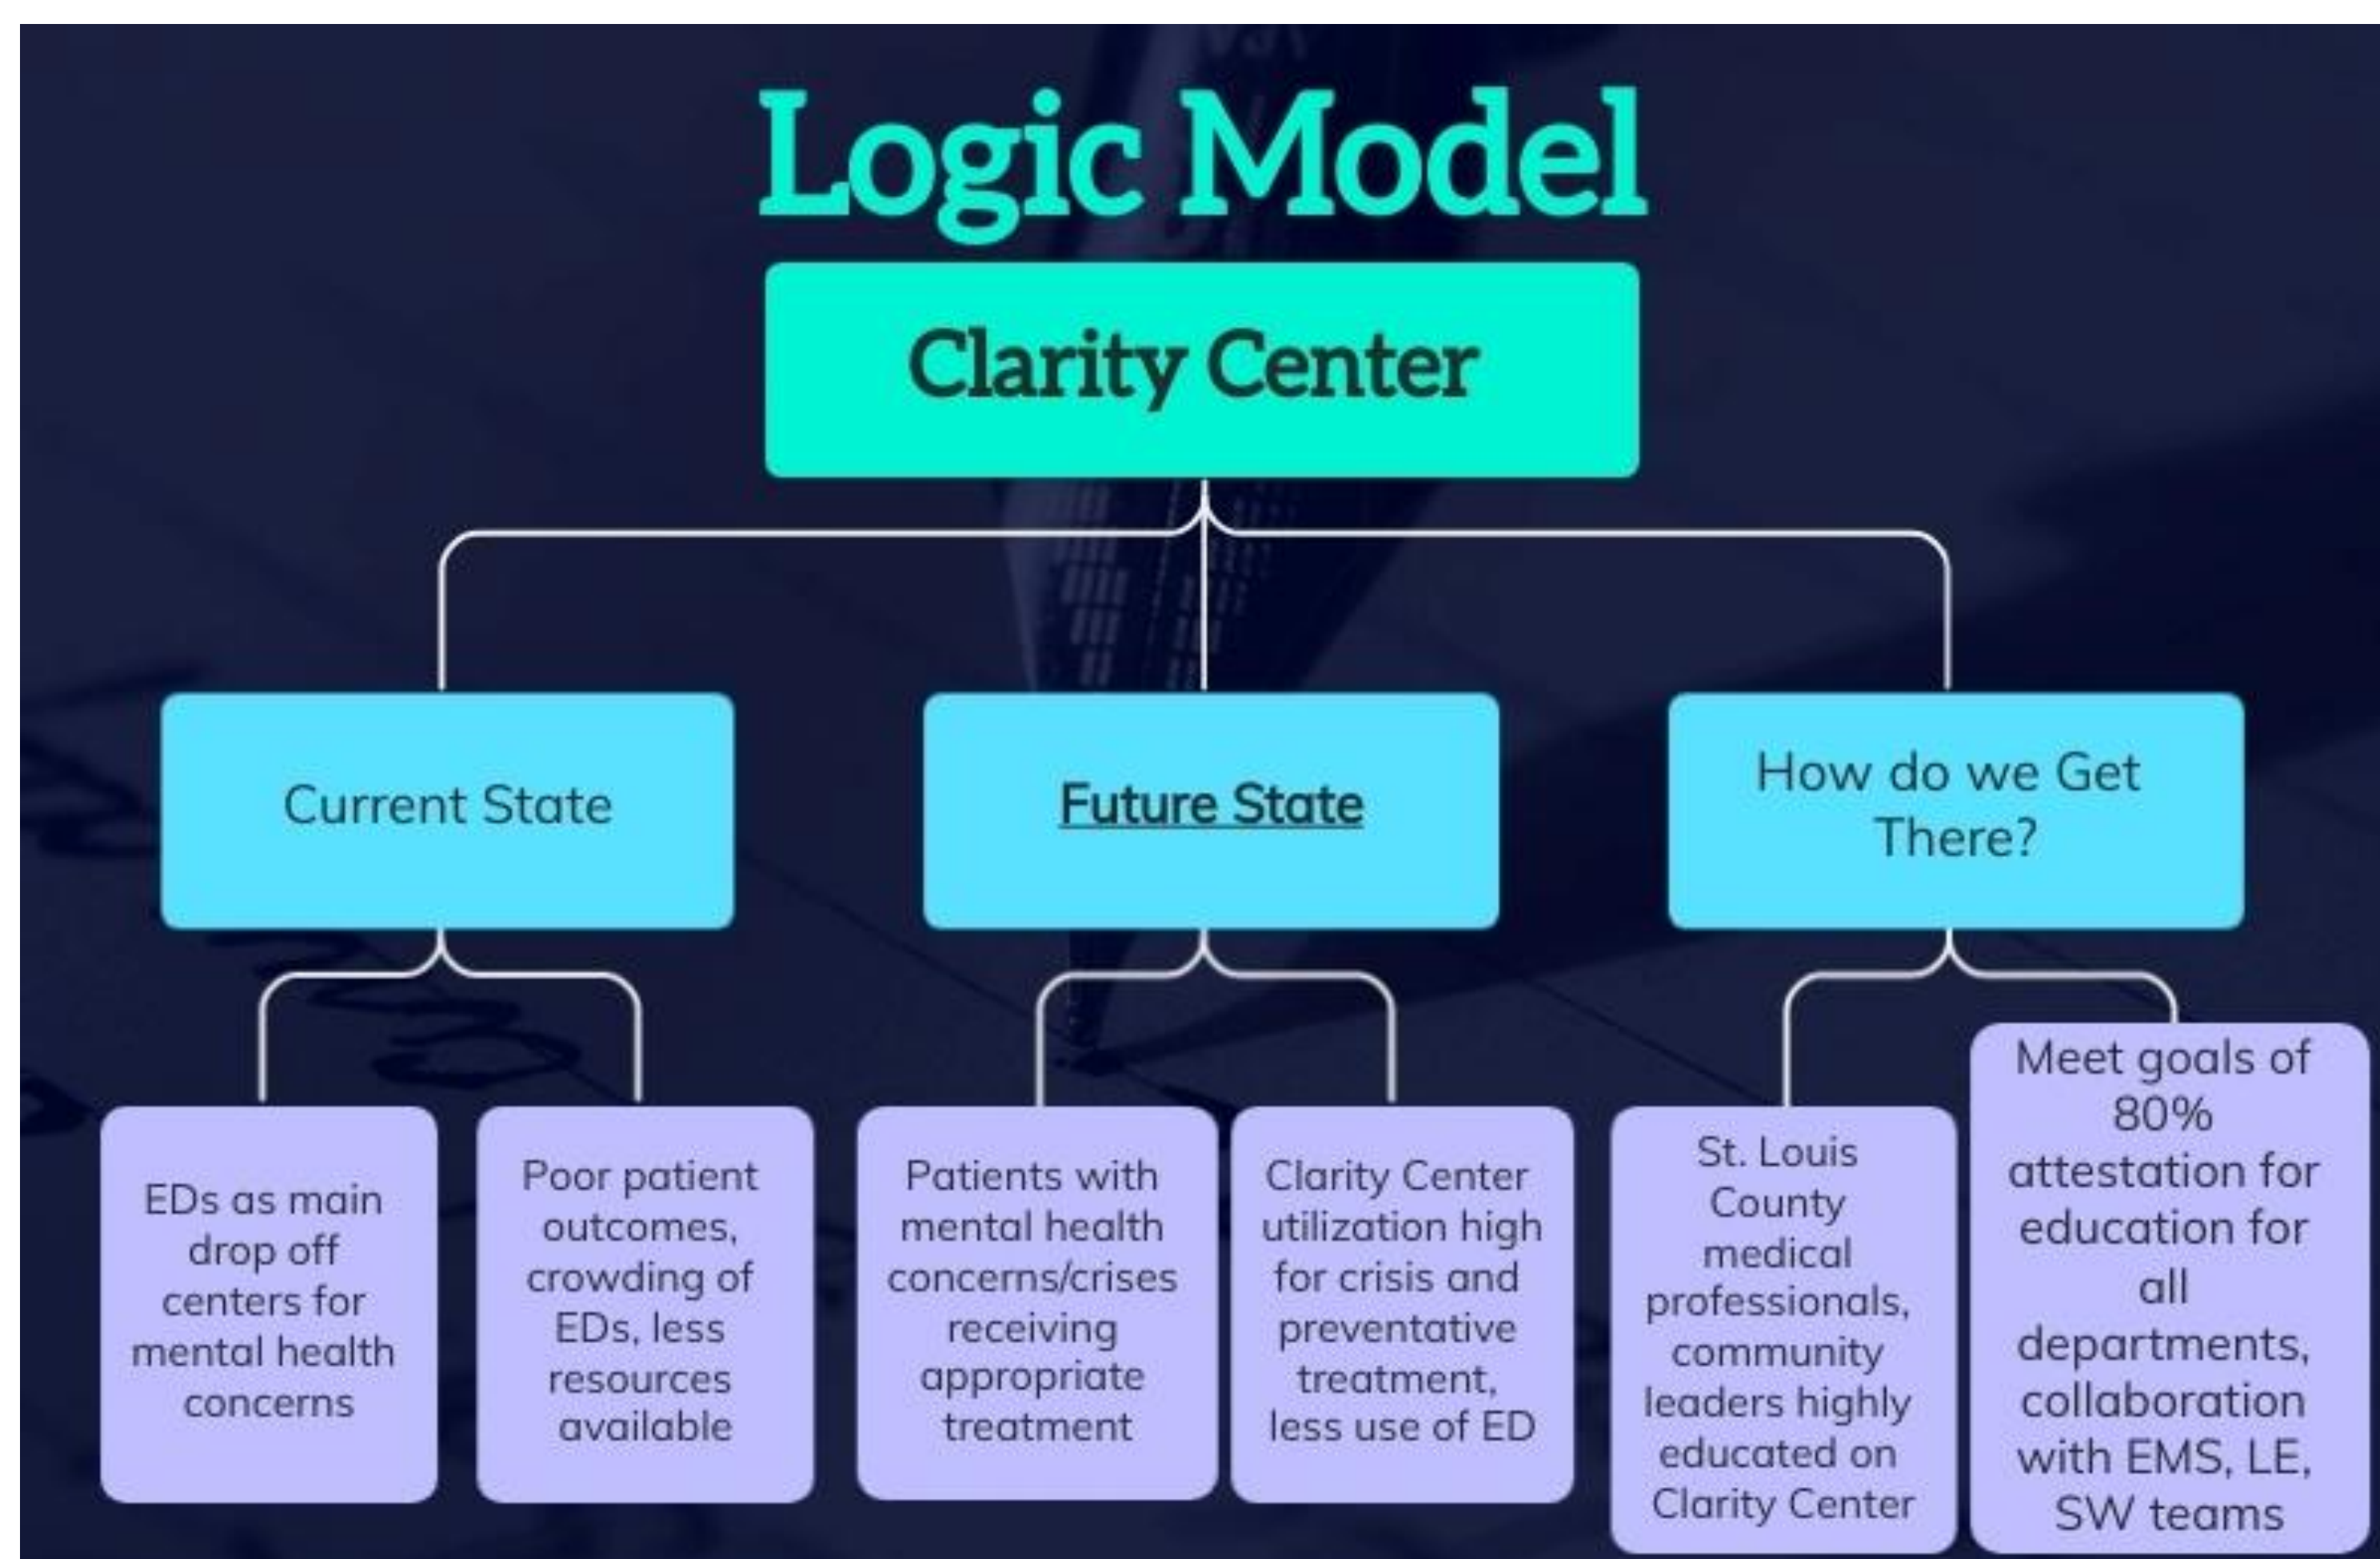 Logic Model
Clarity Center
Current State
Future State
How do we Get
There?
EDs as main
drop off
centers for
mental health
concerns
Poor patient
outcomes,
crowding of
EDs, less
resources
available
Patients with
mental health
concerns/crises
receiving
appropriate
treatment
Clarity Center
utilization high
for crisis and
preventative
treatment,
less use of ED
St. Louis
County
medical
professionals,
community
leaders highly
educated on
Clarity Center
Meet goals of
80%
attestation for
education for
all
departments,
collaboration
with EMS, LE,
SW teams